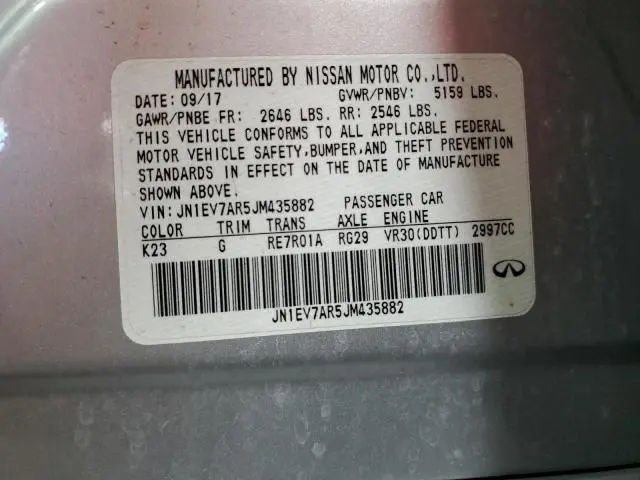 MANUFACTURED BY NISSAN MOTOR CO.,LTD.
DATE: 09/17 GVWR/PNBV: 5159 LBS.
GAWR/PNBE FR: 2646 LBS. RR: 2546 LBS.
THIS VEHICLE CONFORMS TO ALL APPLICABLE FEDERAL
MOTOR VEHICLE SAFETY,BUMPER,AND THEFT PREVENTION
STANDARDS IN EFFECT ON THE DATE OF MANUFACTURE
SHOWN ABOVE.
VIN: JN1EV7AR5JM435882 PASSENGER CAR
COLOR TRIM TRANS AXLE ENGINE
K23 G RE7R01A RG29 VR30(DDTT) 2997CC
JN1EV7AR5JM435882